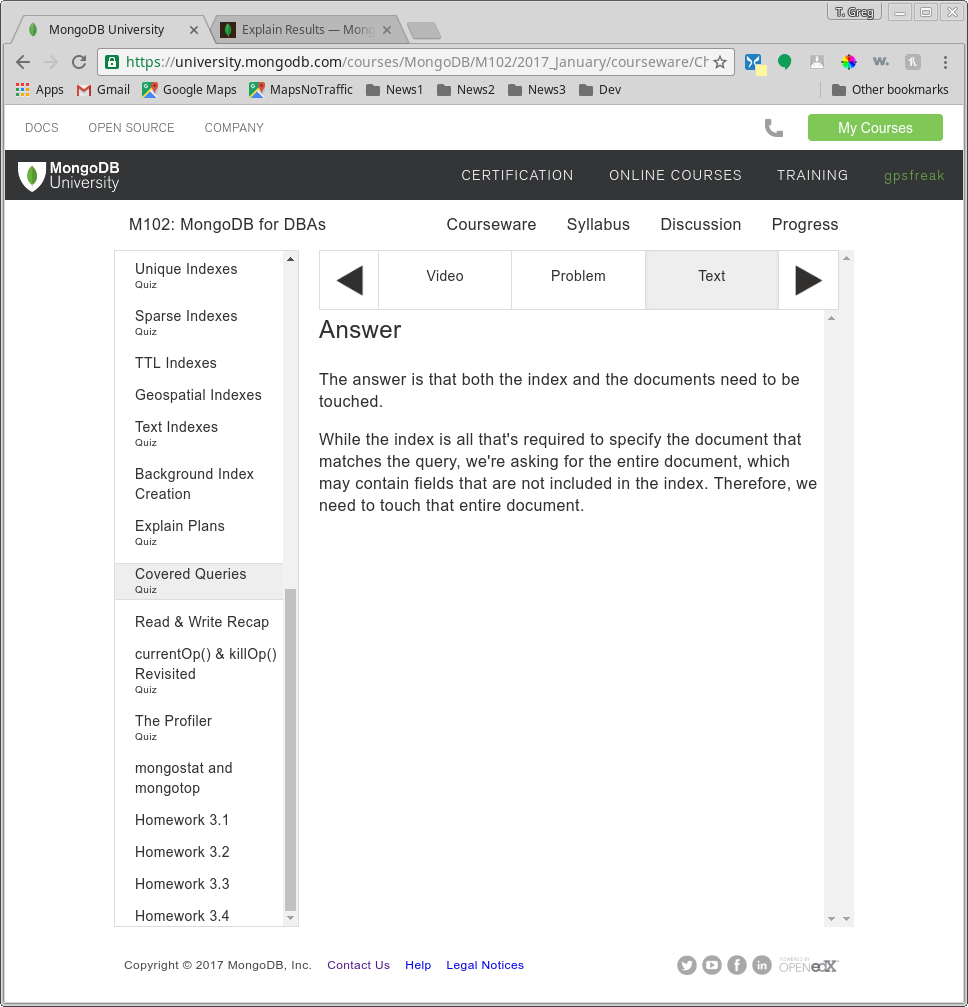 T. Greg
MongoDB University
Explain Results — Mong
https://university.mongodb.com/courses/MongoDB/M102/2017_January/courseware/Ch
Apps Gmail Google Maps MapsNoTraffic News1 News2 News3 Dev Other bookmarks
DOCS OPEN SOURCE COMPANY My Courses
MongoDB University CERTIFICATION ONLINE COURSES TRAINING gpsfreak
M102: MongoDB for DBAs Courseware Syllabus Discussion Progress
Unique Indexes
Quiz
Sparse Indexes
Quiz
TTL Indexes
Geospatial Indexes
Text Indexes
Quiz
Background Index
Creation
Explain Plans
Quiz
Covered Queries
Quiz
Read & Write Recap
currentOp() & killOp()
Revisited
Quiz
The Profiler
Quiz
mongostat and
mongotop
Homework 3.1
Homework 3.2
Homework 3.3
Homework 3.4
Video Problem Text
Answer
The answer is that both the index and the documents need to be
touched.
While the index is all that's required to specify the document that
matches the query, we're asking for the entire document, which
may contain fields that are not included in the index. Therefore, we
need to touch that entire document.
Copyright © 2017 MongoDB, Inc. Contact Us Help Legal Notices
POWERED BY
OPEN edX